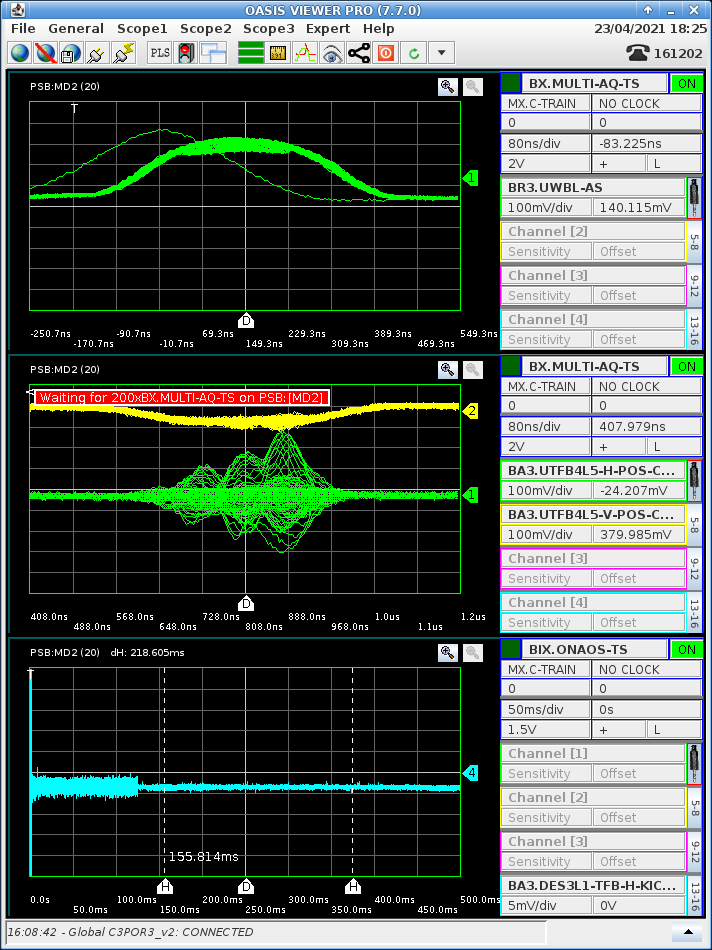 OASIS VIEWER PRO (7.7.0)
File General Scope1 Scope2 Scope3 Expert Help 23/04/2021 18:25
PLS 161202
PSB:MD2 (20)
T
1
D
-250.7ns -90.7ns 69.3ns 229.3ns 389.3ns 549.3ns
-170.7ns -10.7ns 149.3ns 309.3ns 469.3ns
BX.MULTI-AQ-TS ON
MX.C-TRAIN NO CLOCK
0 0
80ns/div -83.225ns
2V + L
BR3.UWBL-AS
100mV/div 140.115mV
Channel [2]
Sensitivity Offset
5-8
Channel [3]
Sensitivity Offset
9-12
Channel [4]
Sensitivity Offset
13-16
PSB:MD2 (20)
Waiting for 200xBX.MULTI-AQ-TS on PSB:[MD2]
2
1
D
408.0ns 568.0ns 728.0ns 888.0ns 1.0us 1.2us
488.0ns 648.0ns 808.0ns 968.0ns 1.1us
BX.MULTI-AQ-TS ON
MX.C-TRAIN NO CLOCK
0 0
80ns/div 407.979ns
2V + L
BA3.UTFB4L5-H-POS-C...
100mV/div -24.207mV
BA3.UTFB4L5-V-POS-C...
100mV/div 379.985mV
5-8
Channel [3]
Sensitivity Offset
9-12
Channel [4]
Sensitivity Offset
13-16
PSB:MD2 (20) dH: 218.605ms
T
4
155.814ms
H D H
0.0s 100.0ms 200.0ms 300.0ms 400.0ms 500.0ms
50.0ms 150.0ms 250.0ms 350.0ms 450.0ms
BIX.ONAOS-TS ON
MX.C-TRAIN NO CLOCK
0 0
50ms/div 0s
1.5V + L
Channel [1]
Sensitivity Offset
Channel [2]
Sensitivity Offset
5-8
Channel [3]
Sensitivity Offset
9-12
BA3.DES3L1-TFB-H-KIC...
5mV/div 0V
13-16
16:08:42 - Global C3POR3_v2: CONNECTED